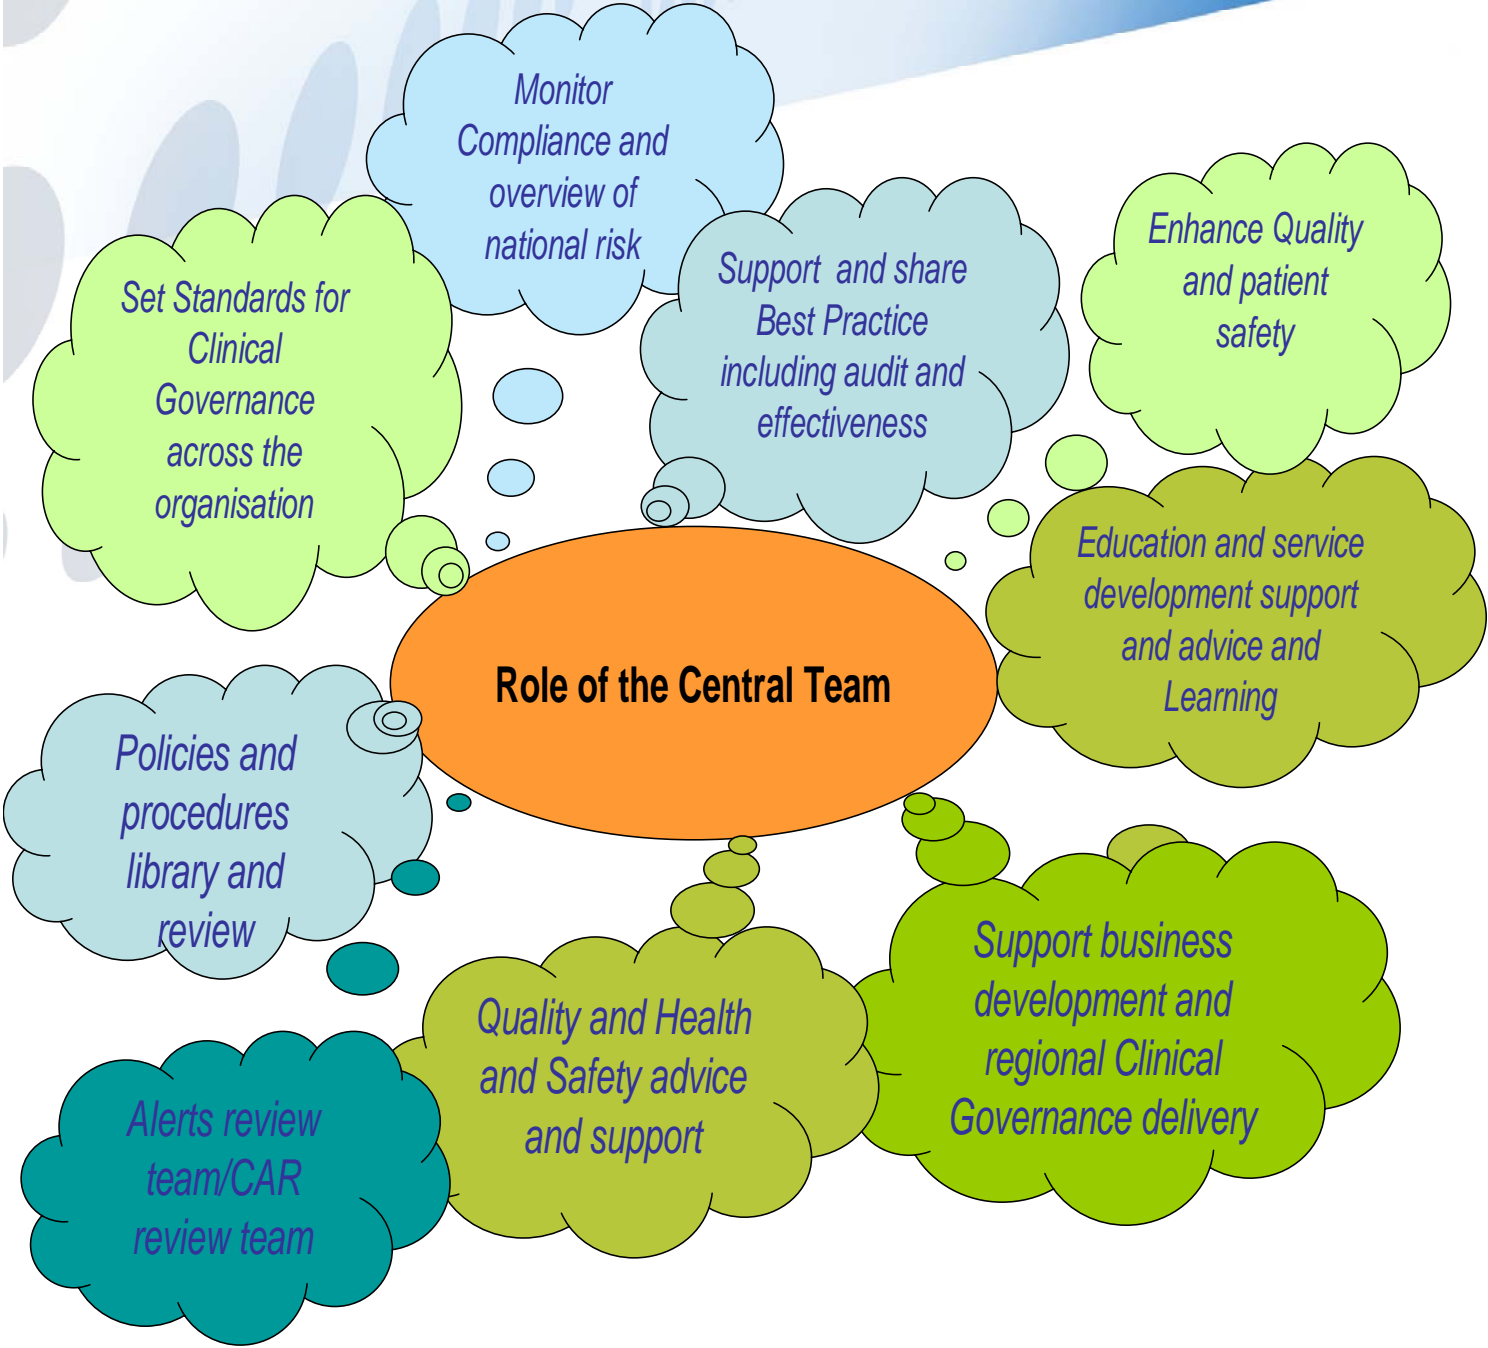 Monitor
Compliance and
overview of
national risk
Set Standards for
Clinical
Governance
across the
organisation
Support and share
Best Practice
including audit and
effectiveness
Enhance Quality
and patient
safety
Education and service
development support
and advice and
Learning
Role of the Central Team
Policies and
procedures
library and
review
Support business
development and
regional Clinical
Governance delivery
Quality and Health
and Safety advice
and support
Alerts review
team/CAR
review team